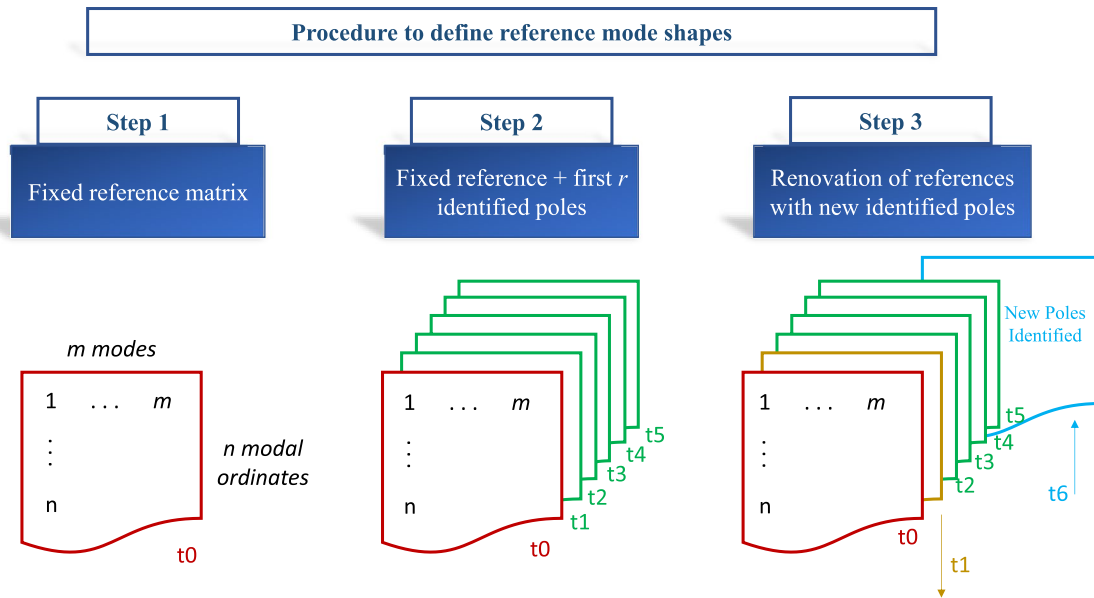 Procedure to define reference mode shapes
Step 1
Fixed reference matrix
m modes
1 . . . m
⋮
n
n modal
ordinates
t0
Step 2
Fixed reference + first r
identified poles
1 . . . m
⋮
n
t0
t1
t2
t3
t4
t5
Step 3
Renovation of references
with new identified poles
New Poles
Identified
1 . . . m
⋮
n
t0
t1
t2
t3
t4
t5
t6